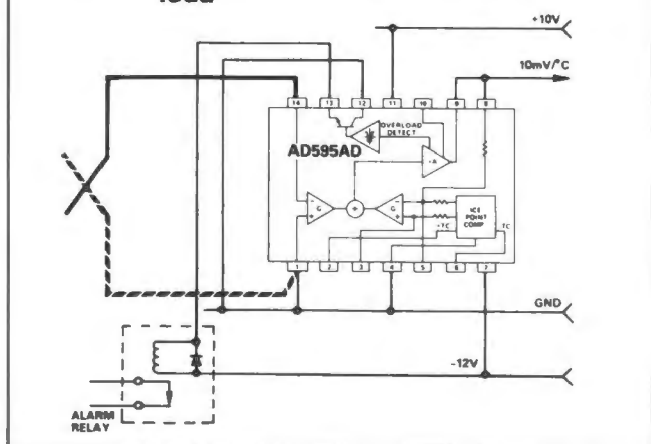 +10V
10mV/°C
14 13 12 11 10 9 8
OVERLOAD
DETECT
AD595AD
-A
G + G
ICE
POINT
COMP
+TC -TC
1 2 3 4 5 6 7
GND
-12V
ALARM
RELAY